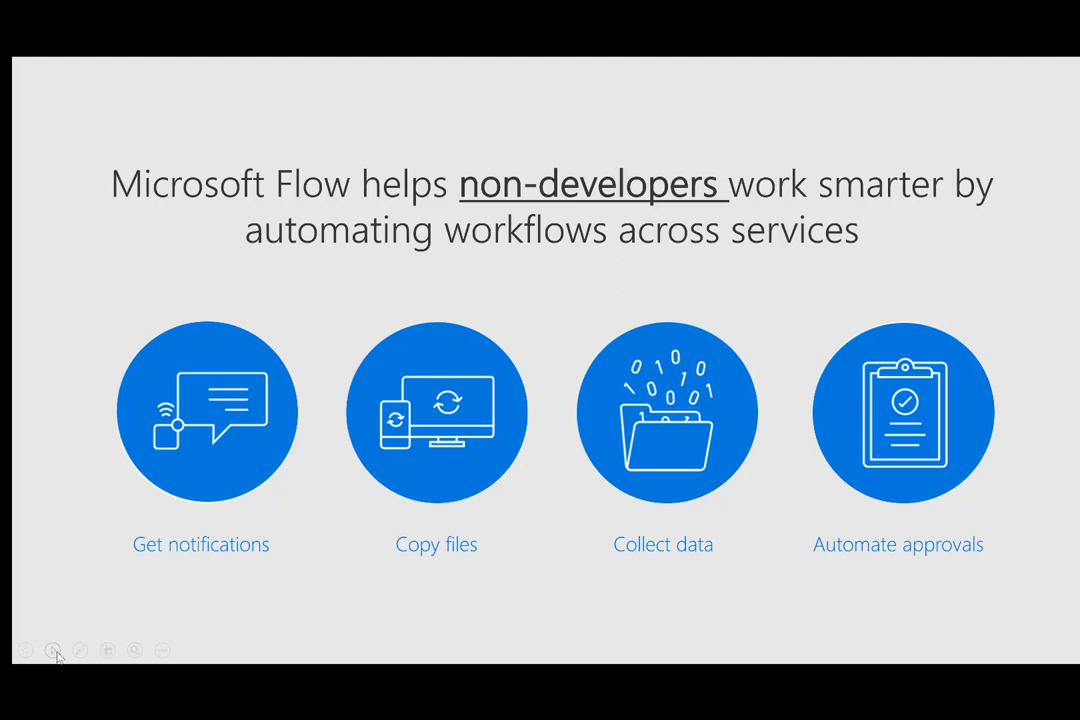 Microsoft Flow helps non-developers work smarter by
automating workflows across services
Get notifications
Copy files
Collect data
Automate approvals